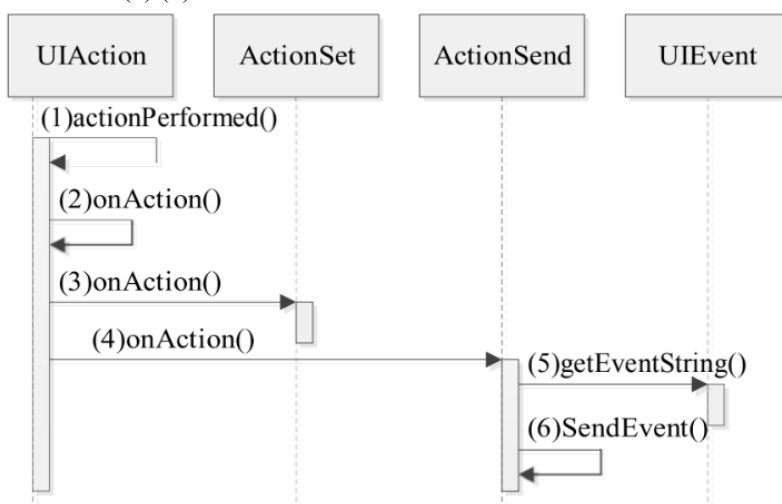 UIAction
ActionSet
ActionSend
UIEvent
(1)actionPerformed()
(2)onAction()
(3)onAction()
(4)onAction()
(5)getEventString()
(6)SendEvent()